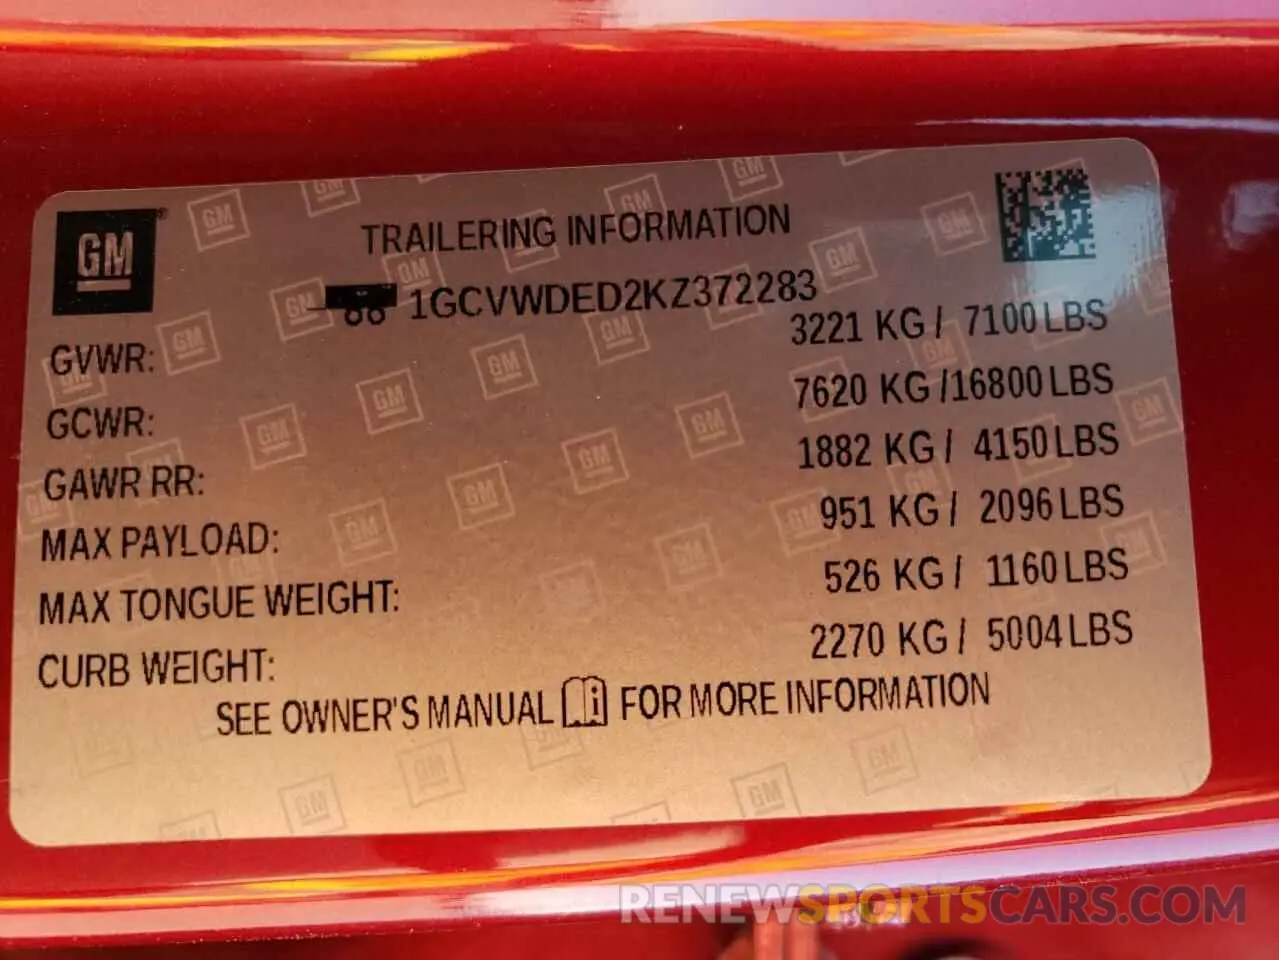 GM®
TRAILERING INFORMATION
1GCVWDED2KZ372283
GVWR: 3221 KG / 7100 LBS
GCWR: 7620 KG /16800 LBS
GAWR RR: 1882 KG / 4150 LBS
MAX PAYLOAD: 951 KG / 2096 LBS
MAX TONGUE WEIGHT: 526 KG / 1160 LBS
CURB WEIGHT: 2270 KG / 5004 LBS
SEE OWNER'S MANUAL i FOR MORE INFORMATION
RENEWSPORTSCARS.COM